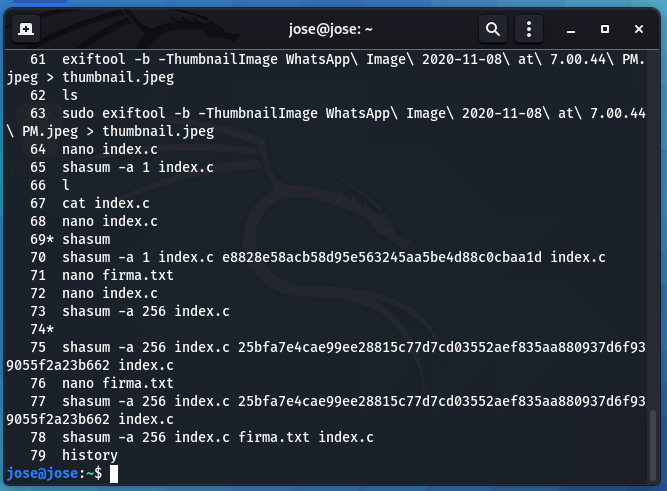 jose@jose: ~
61  exiftool -b -ThumbnailImage WhatsApp\ Image\ 2020-11-08\ at\ 7.00.44\ PM.
jpeg > thumbnail.jpeg
62  ls
63  sudo exiftool -b -ThumbnailImage WhatsApp\ Image\ 2020-11-08\ at\ 7.00.44
\ PM.jpeg > thumbnail.jpeg
64  nano index.c
65  shasum -a 1 index.c
66  l
67  cat index.c
68  nano index.c
69* shasum
70  shasum -a 1 index.c e8828e58acb58d95e563245aa5be4d88c0cbaa1d index.c
71  nano firma.txt
72  nano index.c
73  shasum -a 256 index.c
74*
75  shasum -a 256 index.c 25bfa7e4cae99ee28815c77d7cd03552aef835aa880937d6f93
9055f2a23b662 index.c
76  nano firma.txt
77  shasum -a 256 index.c 25bfa7e4cae99ee28815c77d7cd03552aef835aa880937d6f93
9055f2a23b662 index.c
78  shasum -a 256 index.c firma.txt index.c
79  history
jose@jose:~$